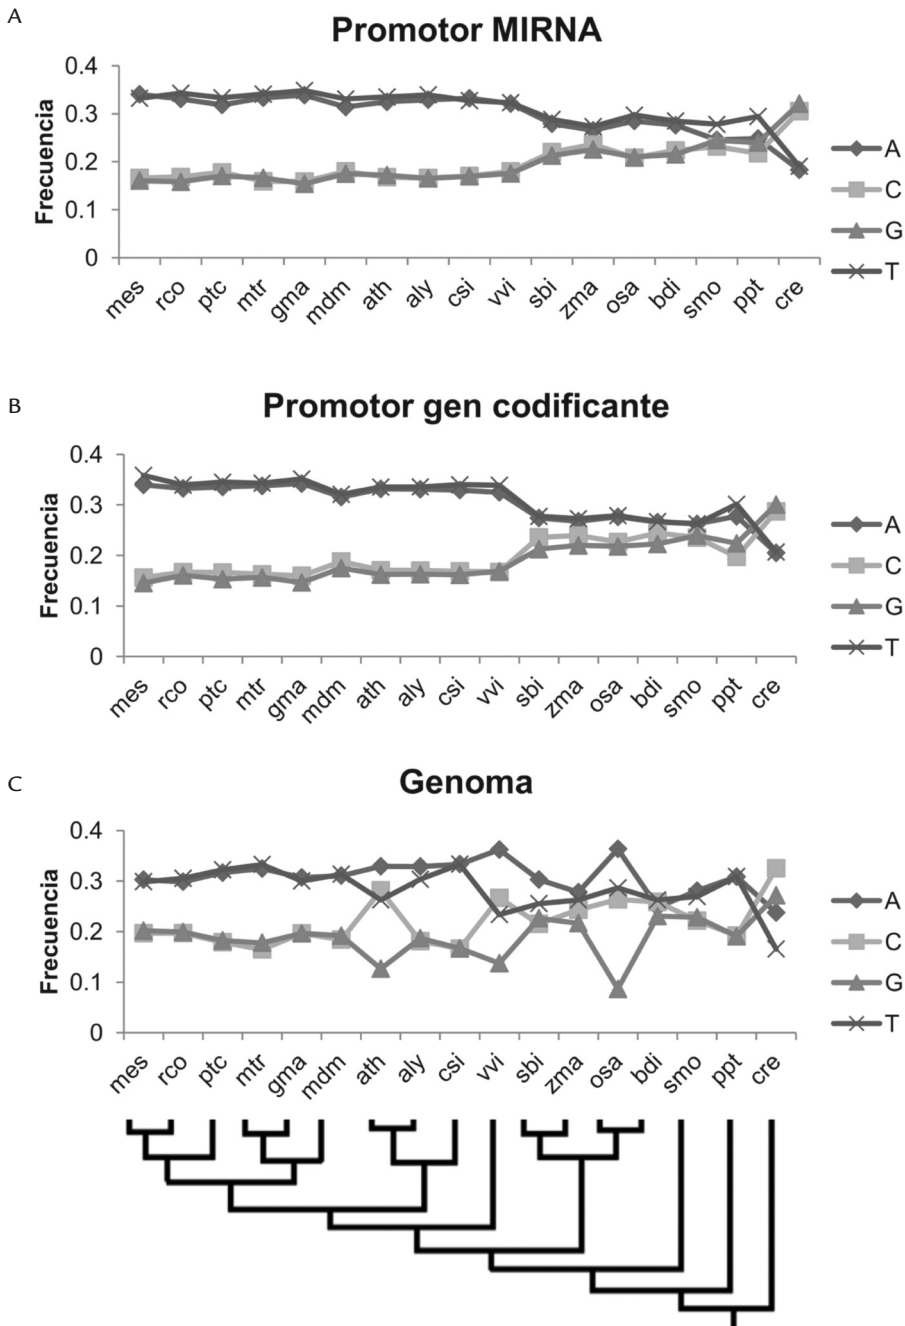 A
Promotor MIRNA
Frecuencia
0.4
0.3
0.2
0.1
0
mes rco ptc mtr gma mdm ath aly csi vvi sbi zma osa bdi smo ppt cre
A
C
G
T
B
Promotor gen codificante
Frecuencia
0.4
0.3
0.2
0.1
0
mes rco ptc mtr gma mdm ath aly csi vvi sbi zma osa bdi smo ppt cre
A
C
G
T
C
Genoma
Frecuencia
0.4
0.3
0.2
0.1
0
mes rco ptc mtr gma mdm ath aly csi vvi sbi zma osa bdi smo ppt cre
A
C
G
T